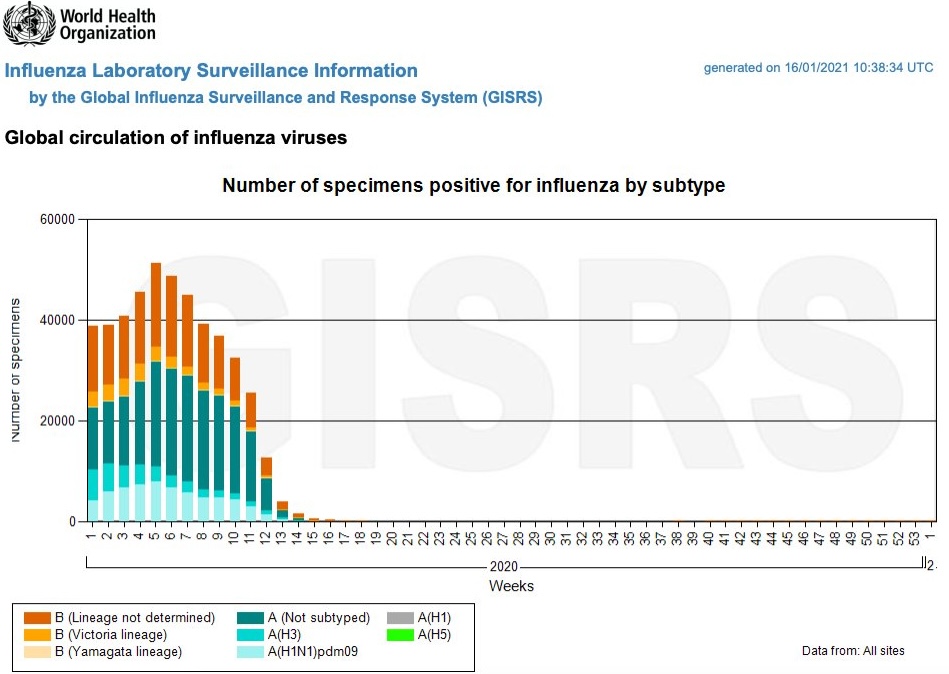 World Health
Organization
Influenza Laboratory Surveillance Information
generated on 16/01/2021 10:38:34 UTC
by the Global Influenza Surveillance and Response System (GISRS)
Global circulation of influenza viruses
Number of specimens positive for influenza by subtype
GISRS
Number of specimens
60000
40000
20000
0
1 2 3 4 5 6 7 8 9 10 11 12 13 14 15 16 17 18 19 20 21 22 23 24 25 26 27 28 29 30 31 32 33 34 35 36 37 38 39 40 41 42 43 44 45 46 47 48 49 50 51 52 53 1
2020 2
Weeks
B (Lineage not determined) A (Not subtyped) A(H1)
B (Victoria lineage) A(H3) A(H5)
B (Yamagata lineage) A(H1N1)pdm09
Data from: All sites